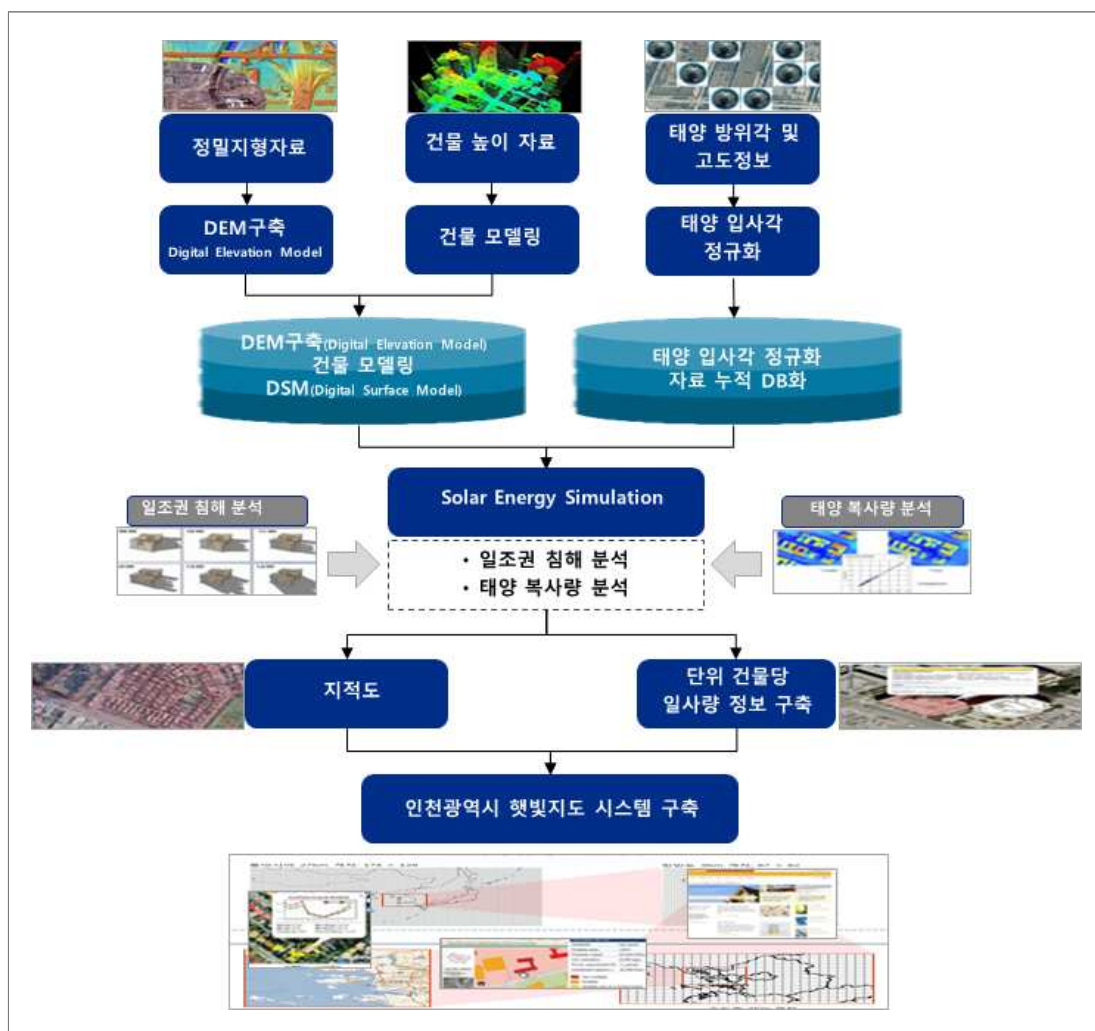 정밀지형자료
건물 높이 자료
태양 방위각 및
고도정보
DEM구축
Digital Elevation Model
건물 모델링
태양 입사각
정규화
DEM구축(Digital Elevation Model)
건물 모델링
DSM(Digital Surface Model)
태양 입사각 정규화
자료 누적 DB화
Solar Energy Simulation
일조권 침해 분석
태양 복사량 분석
• 일조권 침해 분석
• 태양 복사량 분석
지적도
단위 건물당
일사량 정보 구축
인천광역시 햇빛지도 시스템 구축